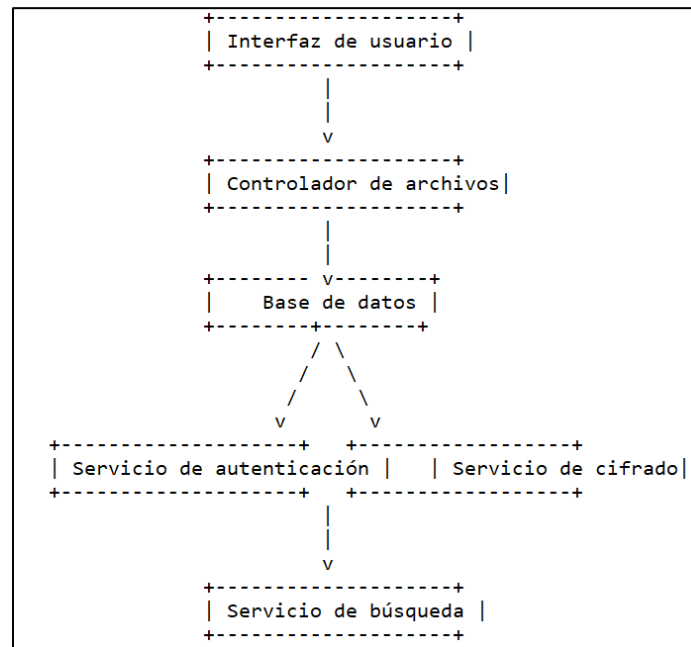 +--------------------+
| Interfaz de usuario |
+--------------------+
|
|
v
+--------------------+
| Controlador de archivos|
+--------------------+
|
|
+-------- v--------+
| Base de datos |
+--------+--------+
/ \
/ \
/ \
v v
+--------------------+ +------------------+
| Servicio de autenticación | | Servicio de cifrado|
+--------------------+ +------------------+
|
|
v
+--------------------+
| Servicio de búsqueda |
+--------------------+